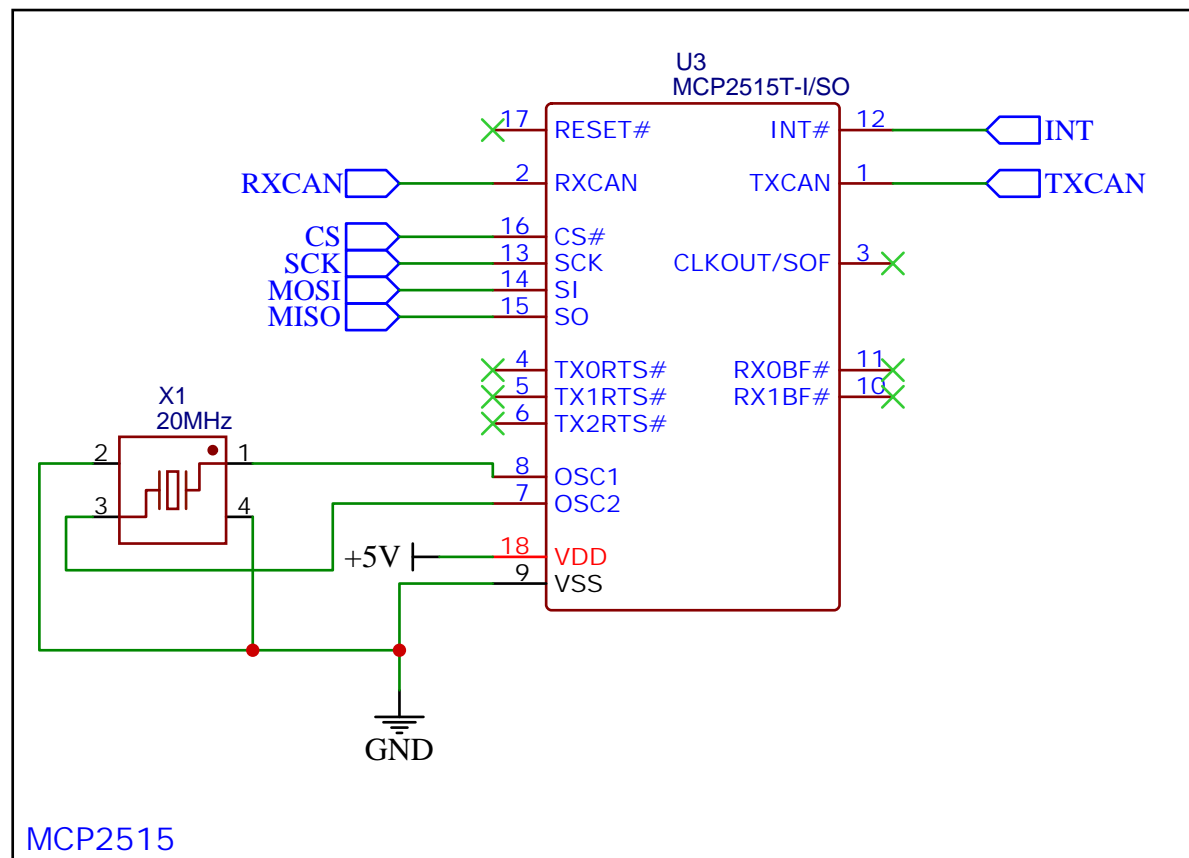 U3
MCP2515T-I/SO
17 RESET# INT# 12 INT
RXCAN 2 RXCAN TXCAN 1 TXCAN
CS 16 CS#
SCK 13 SCK CLKOUT/SOF 3
MOSI 14 SI
MISO 15 SO
4 TX0RTS# RX0BF# 11
5 TX1RTS# RX1BF# 10
6 TX2RTS#
X1
20MHz
2 1
8 OSC1
7 OSC2
3 4
+5V 18 VDD
9 VSS
GND
MCP2515